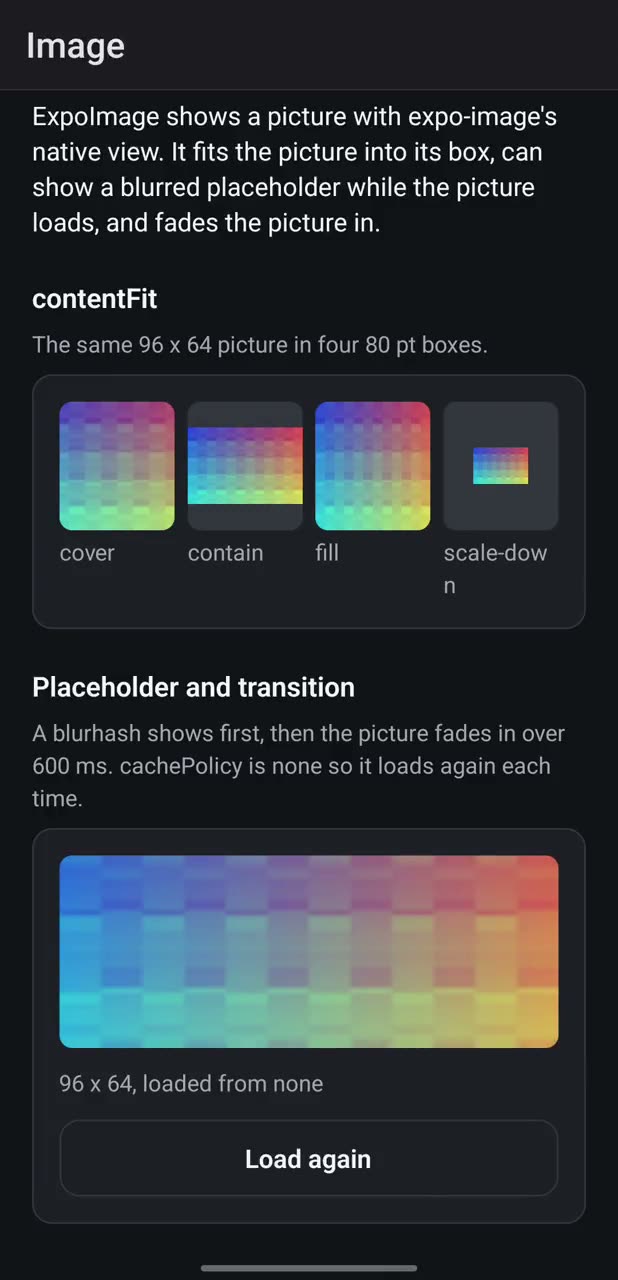 Image
ExpoImage shows a picture with expo-image's
native view. It fits the picture into its box, can
show a blurred placeholder while the picture
loads, and fades the picture in.
contentFit
The same 96 x 64 picture in four 80 pt boxes.
cover
contain
fill
scale-dow
n
Placeholder and transition
A blurhash shows first, then the picture fades in over
600 ms. cachePolicy is none so it loads again each
time.
96 x 64, loaded from none
Load again